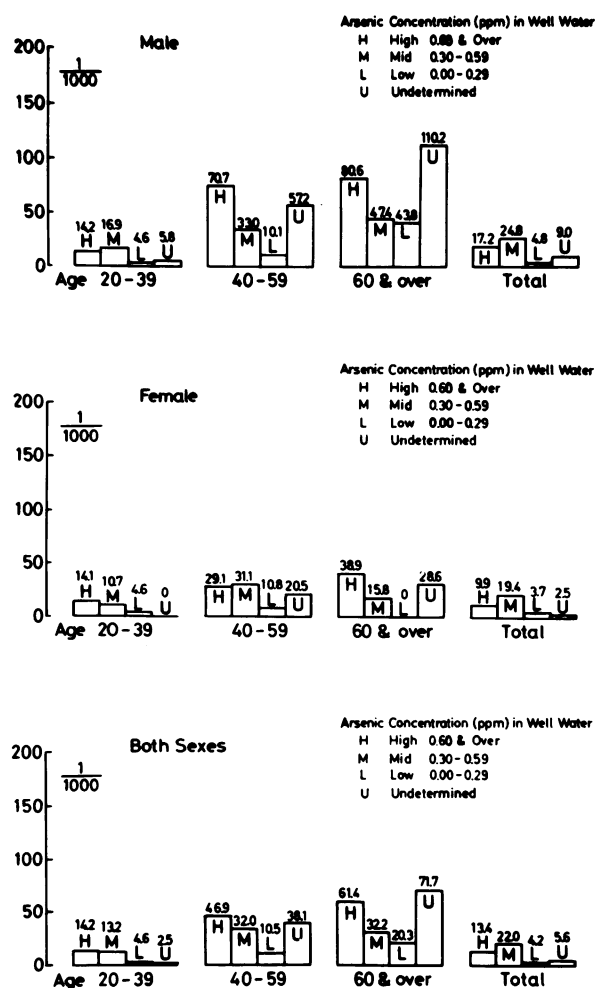 Male
Arsenic Concentration (ppm) in Well Water
H High 0.60 & Over
M Mid 0.30 - 0.59
L Low 0.00 - 0.29
U Undetermined
200
1
1000
150
100
50
0
14.2 16.9 4.6 5.8
H M L U
70.7 33.0 10.1 57.2
H M L U
80.6 47.4 43.8 110.2
H M L U
17.2 24.8 4.8 9.0
H M L U
Age 20-39 40-59 60 & over Total
Female
Arsenic Concentration (ppm) in Well Water
H High 0.60 & Over
M Mid 0.30 - 0.59
L Low 0.00 - 0.29
U Undetermined
200
1
1000
150
100
50
0
14.1 10.7 4.6 0
H M L U
29.1 31.1 10.8 20.5
H M L U
38.9 15.8 0 28.6
H M L U
9.9 19.4 3.7 2.5
H M L U
Age 20-39 40-59 60 & over Total
Both Sexes
Arsenic Concentration (ppm) in Well Water
H High 0.60 & Over
M Mid 0.30 - 0.59
L Low 0.00 - 0.29
U Undetermined
200
1
1000
150
100
50
0
14.2 13.2 4.6 2.5
H M L U
46.9 32.0 10.5 38.1
H M L U
61.4 32.2 20.3 71.7
H M L U
13.4 22.0 4.2 5.6
H M L U
Age 20-39 40-59 60 & over Total